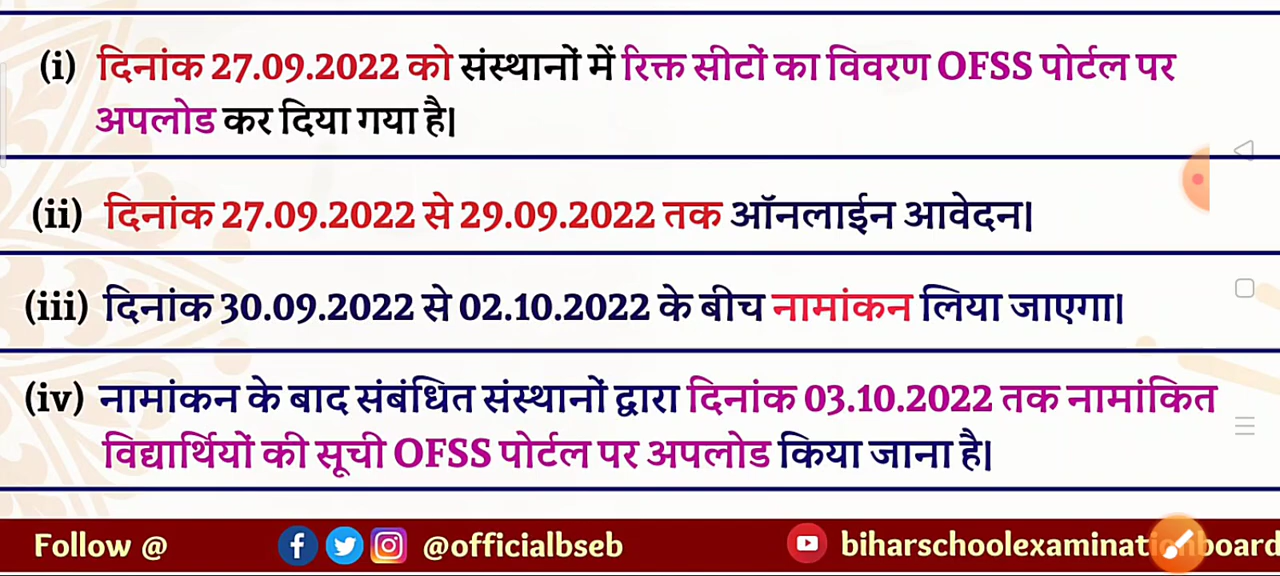 (i) दिनांक 27.09.2022 को संस्थानों में रिक्त सीटों का विवरण OFSS पोर्टल पर
अपलोड कर दिया गया है।
(ii) दिनांक 27.09.2022 से 29.09.2022 तक ऑनलाईन आवेदन।
(iii) दिनांक 30.09.2022 से 02.10.2022 के बीच नामांकन लिया जाएगा।
(iv) नामांकन के बाद संबंधित संस्थानों द्वारा दिनांक 03.10.2022 तक नामांकित
विद्यार्थियों की सूची OFSS पोर्टल पर अपलोड किया जाना है।
Follow @ @officialbseb